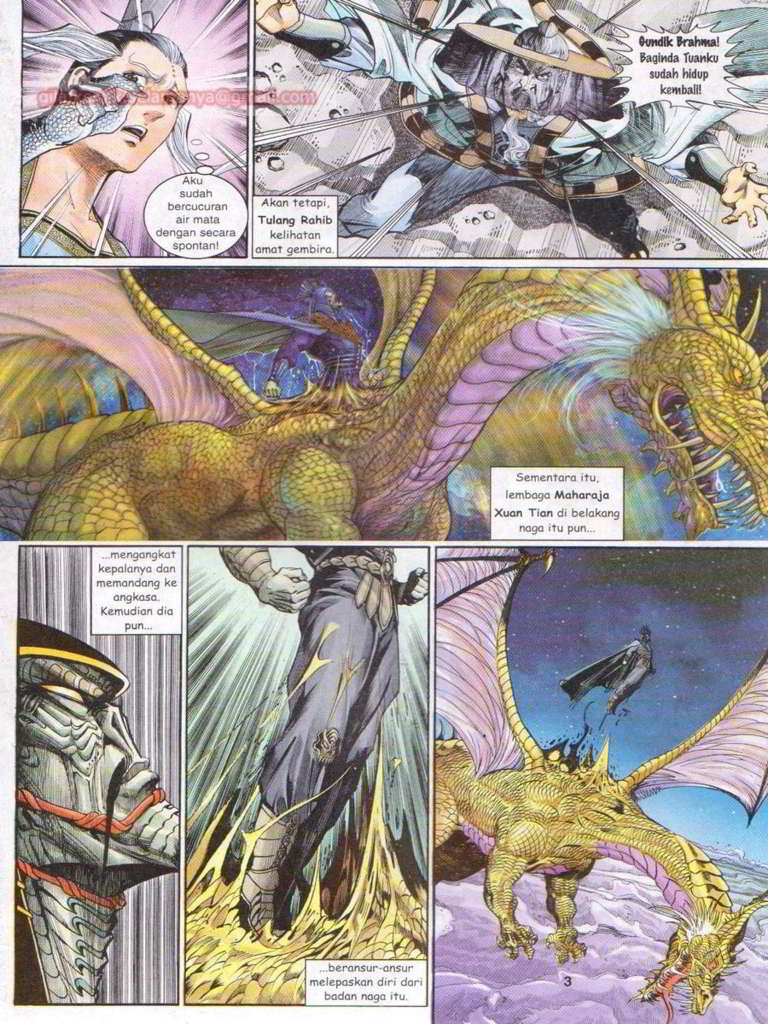 Aku
sudah
bercucuran
air mata
dengan secara
spontan!
Gundik Brahma!
Baginda Tuanku
sudah hidup
kembali!
Akan tetapi,
Tulang Rahib
kelihatan
amat gembira.
Sementara itu,
lembaga Maharaja
Xuan Tian di belakang
naga itu pun...
...mengangkat
kepalanya dan
memandang ke
angkasa.
Kemudian dia
pun...
...beransur-ansur
melepaskan diri dari
badan naga itu.
3